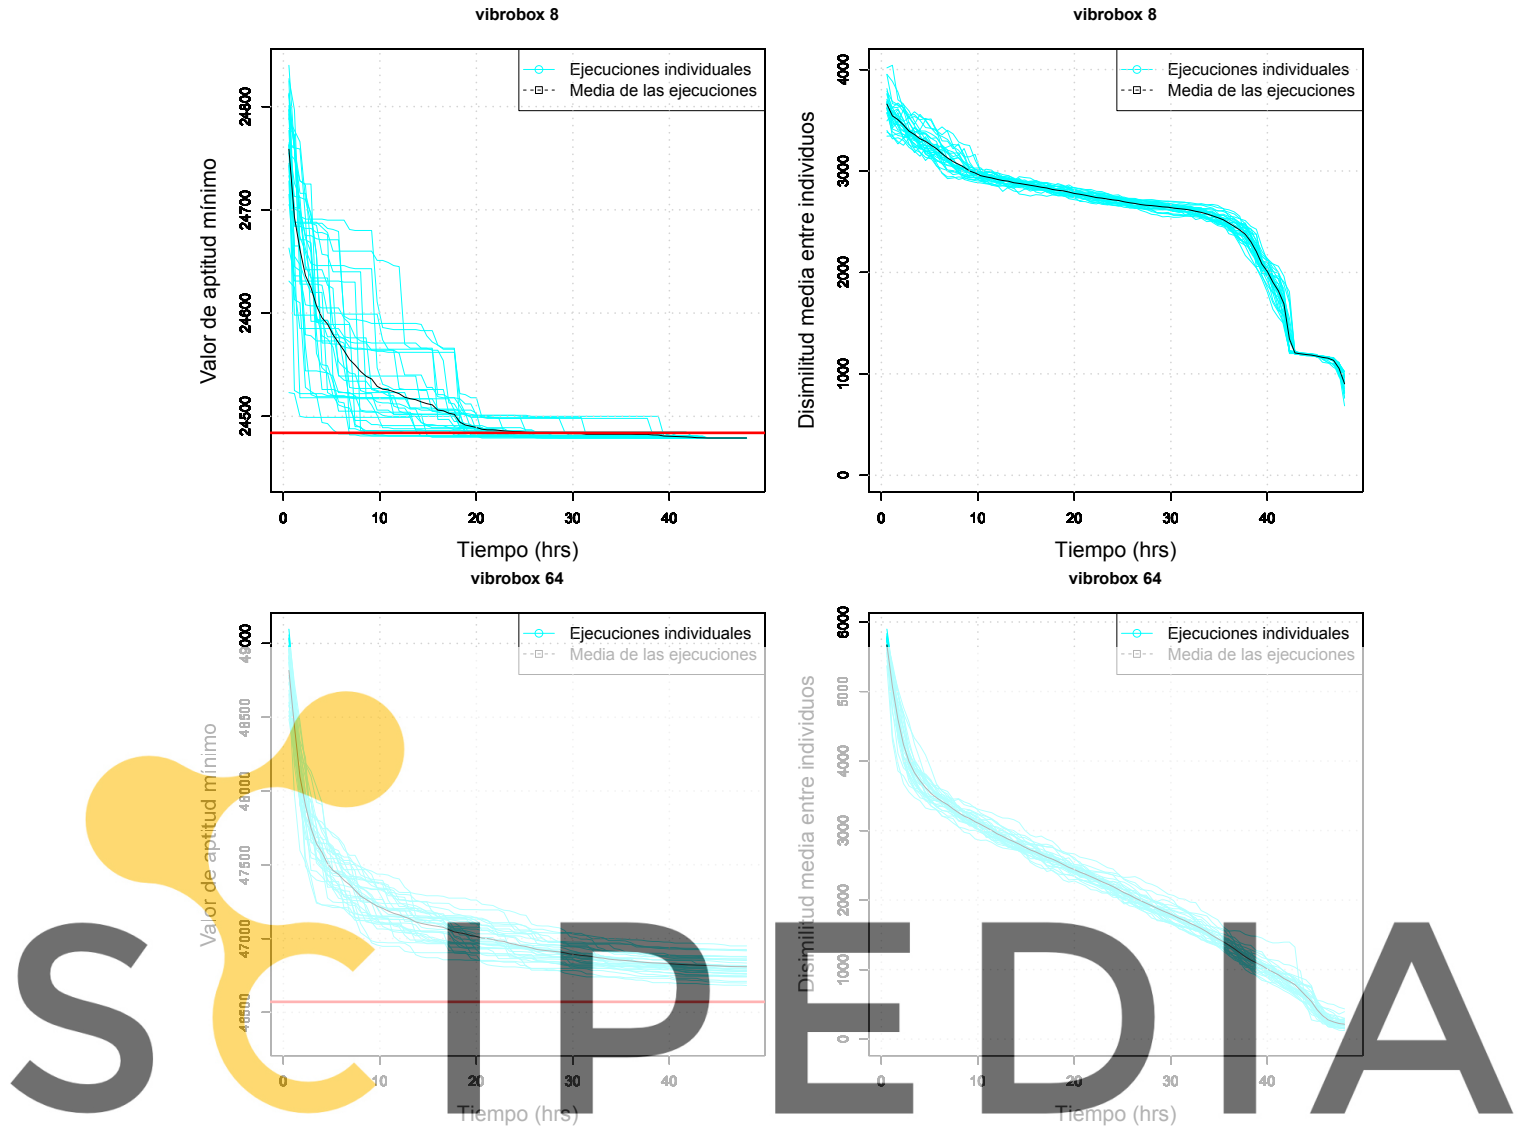 vibrobox 8
Ejecuciones individuales
Media de las ejecuciones
Valor de aptitud mínimo
24800
24700
24600
24500
0 10 20 30 40
Tiempo (hrs)
vibrobox 8
Ejecuciones individuales
Media de las ejecuciones
Disimilitud media entre individuos
4000
3000
2000
1000
0
0 10 20 30 40
Tiempo (hrs)
vibrobox 64
Ejecuciones individuales
Media de las ejecuciones
Valor de aptitud mínimo
49000
48500
48000
47500
47000
46500
0 10 20 30 40
Tiempo (hrs)
vibrobox 64
Ejecuciones individuales
Media de las ejecuciones
Disimilitud media entre individuos
6000
5000
4000
3000
2000
1000
0
0 10 20 30 40
Tiempo (hrs)
SCIPEDIA